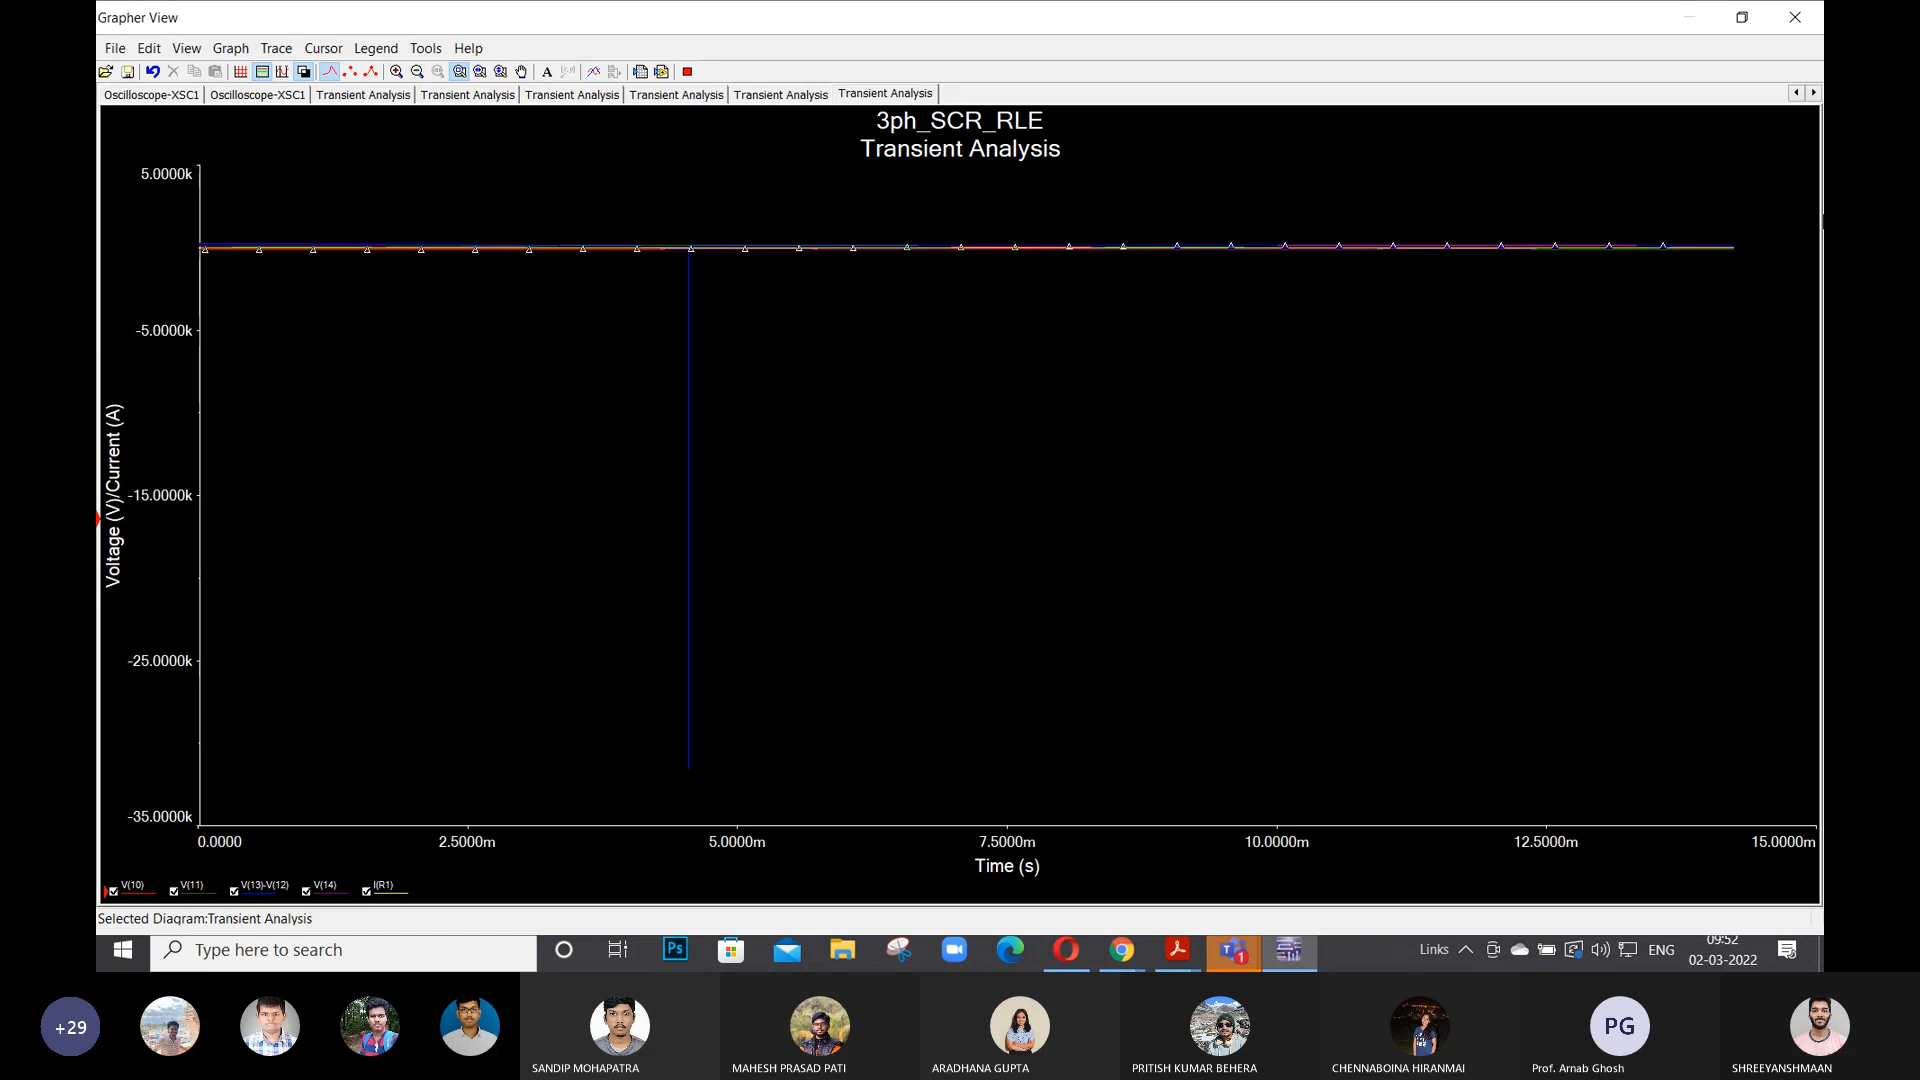 Grapher View
File Edit View Graph Trace Cursor Legend Tools Help
Oscilloscope-XSC1 Oscilloscope-XSC1 Transient Analysis Transient Analysis Transient Analysis Transient Analysis Transient Analysis Transient Analysis
3ph_SCR_RLE
Transient Analysis
5.0000k
-5.0000k
-15.0000k
-25.0000k
-35.0000k
Voltage (V)/Current (A)
0.0000 2.5000m 5.0000m 7.5000m 10.0000m 12.5000m 15.0000m
Time (s)
V(10) V(11) V(13)-V(12) V(14) I(R1)
Selected Diagram:Transient Analysis
Type here to search
Ps
1
Links
ENG
09:52
02-03-2022
+29
PG
SANDIP MOHAPATRA MAHESH PRASAD PATI ARADHANA GUPTA PRITISH KUMAR BEHERA CHENNABOINA HIRANMAI Prof. Arnab Ghosh SHREEYANSHMAAN